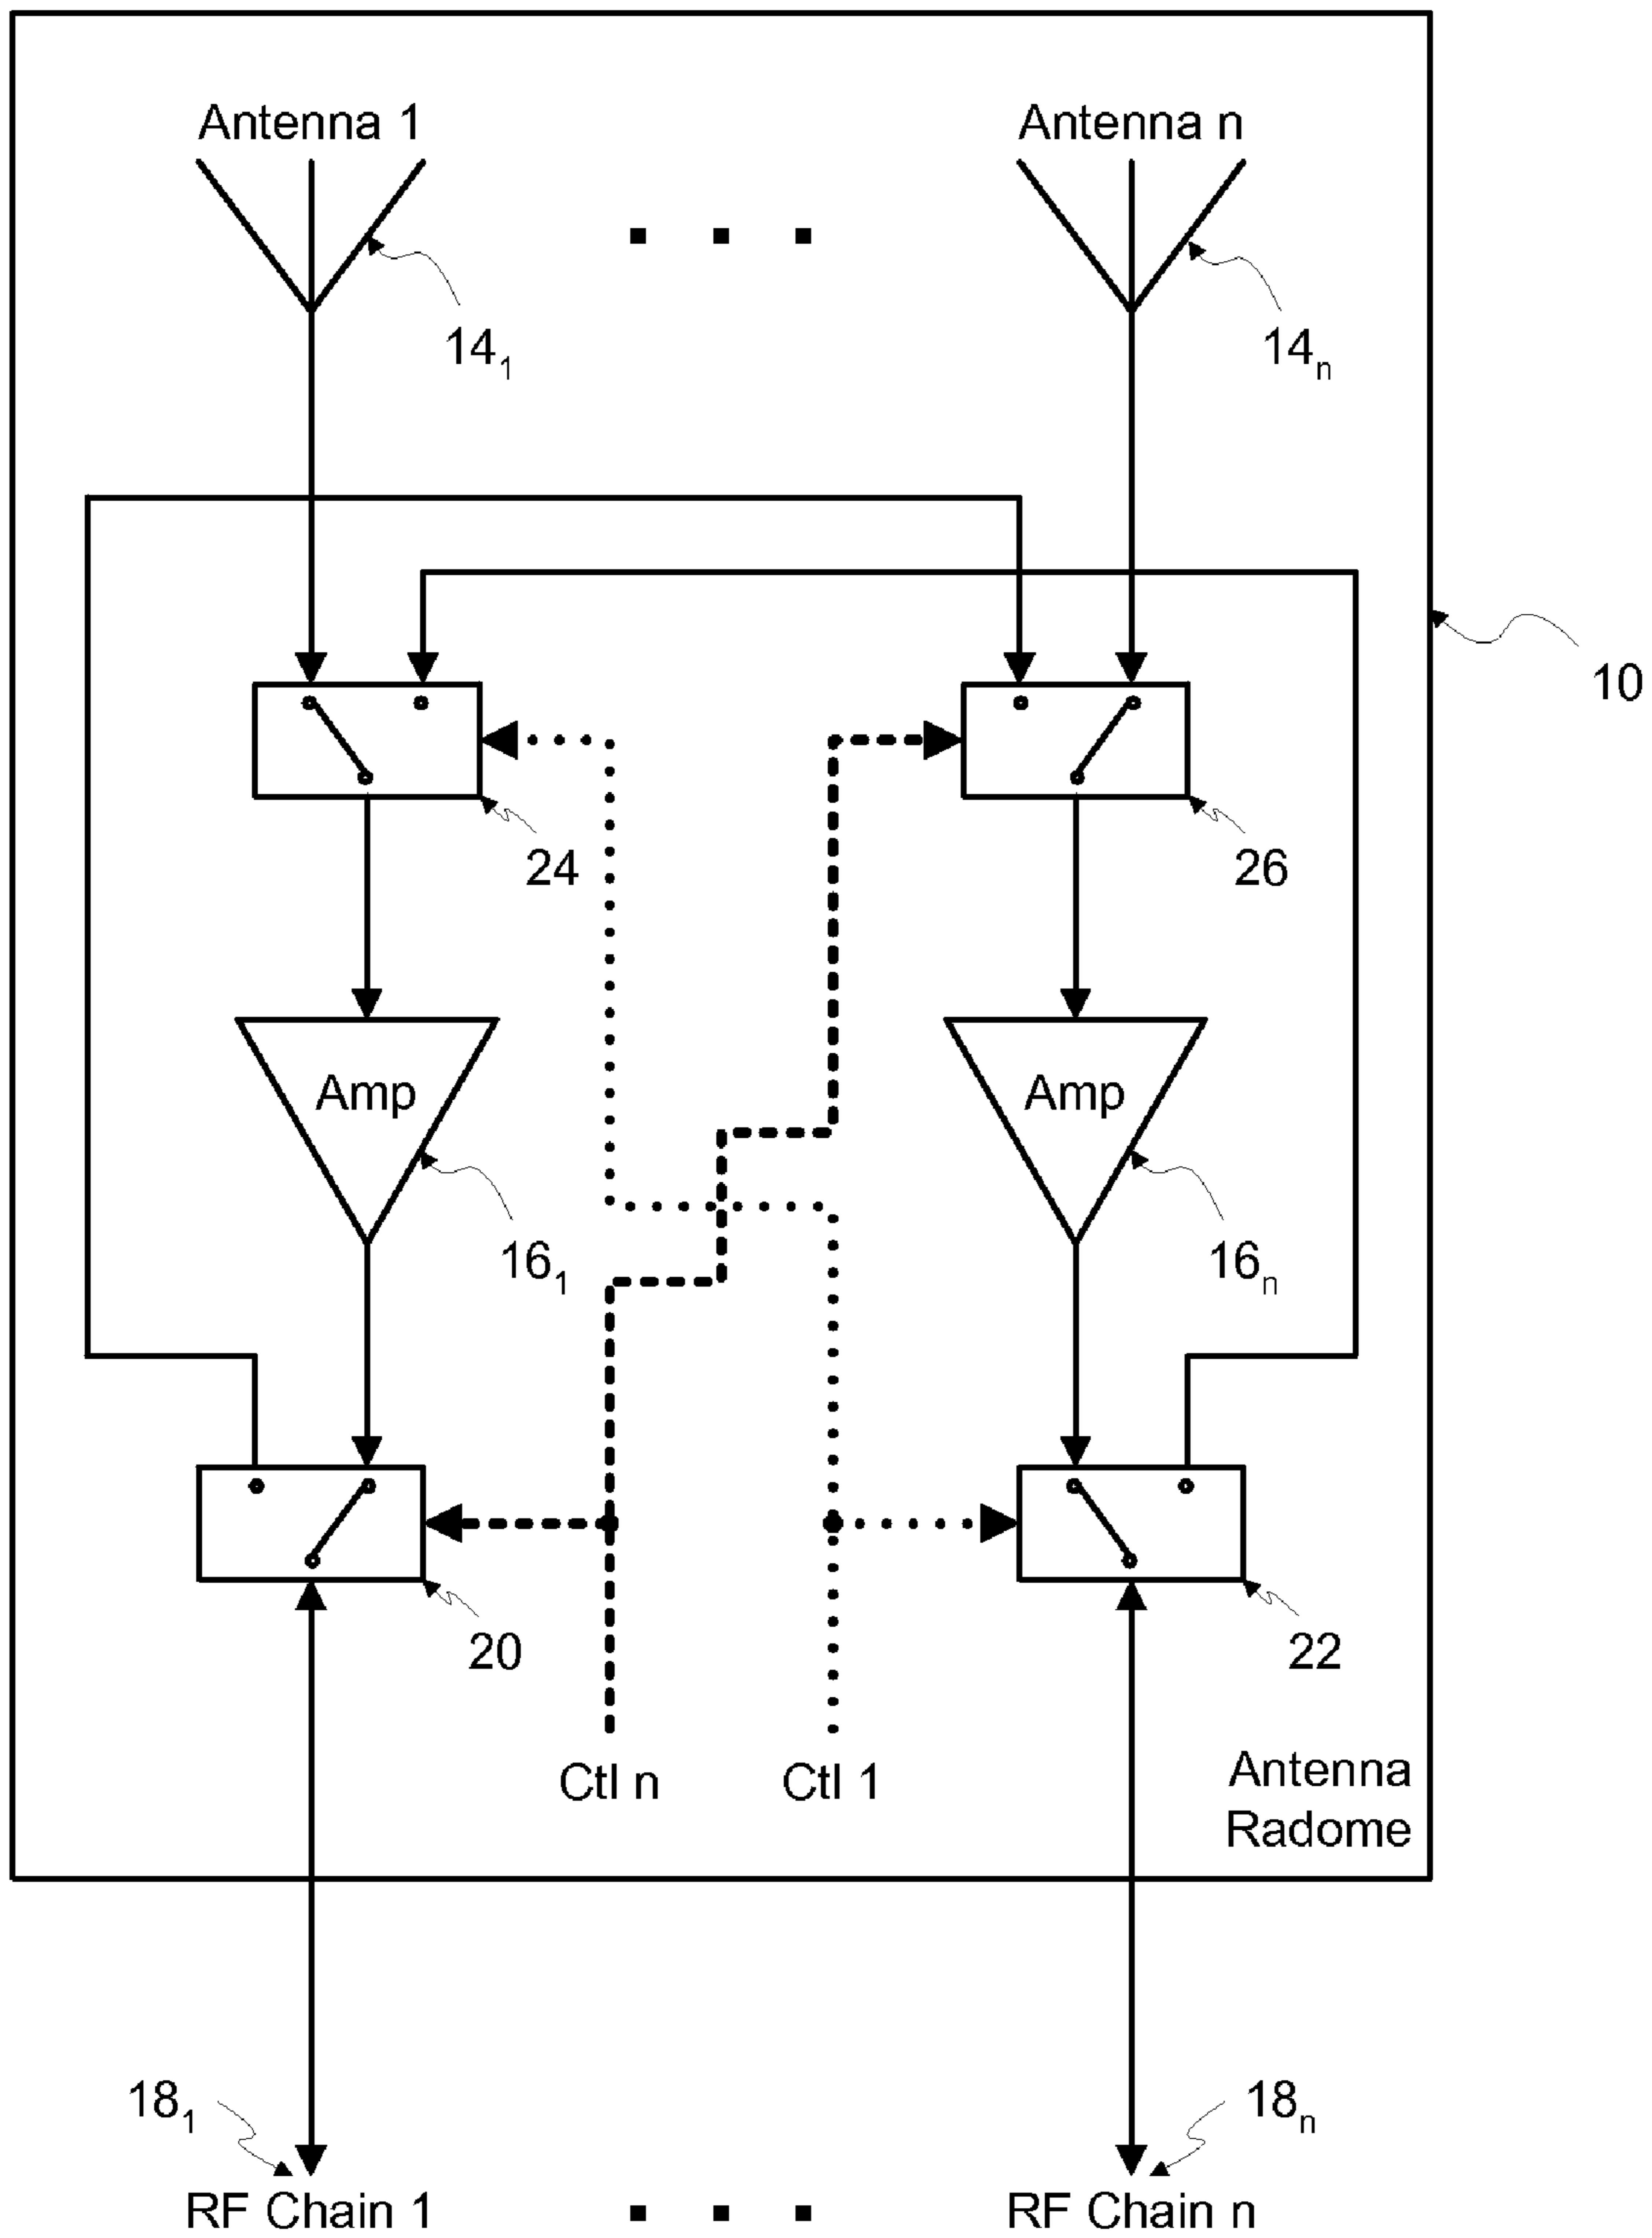 Antenna 1 Antenna n
14₁ 14ₙ
10
24 26
Amp Amp
16₁ 16ₙ
20 22
Ctl n Ctl 1
Antenna
Radome
18₁ 18ₙ
RF Chain 1 RF Chain n